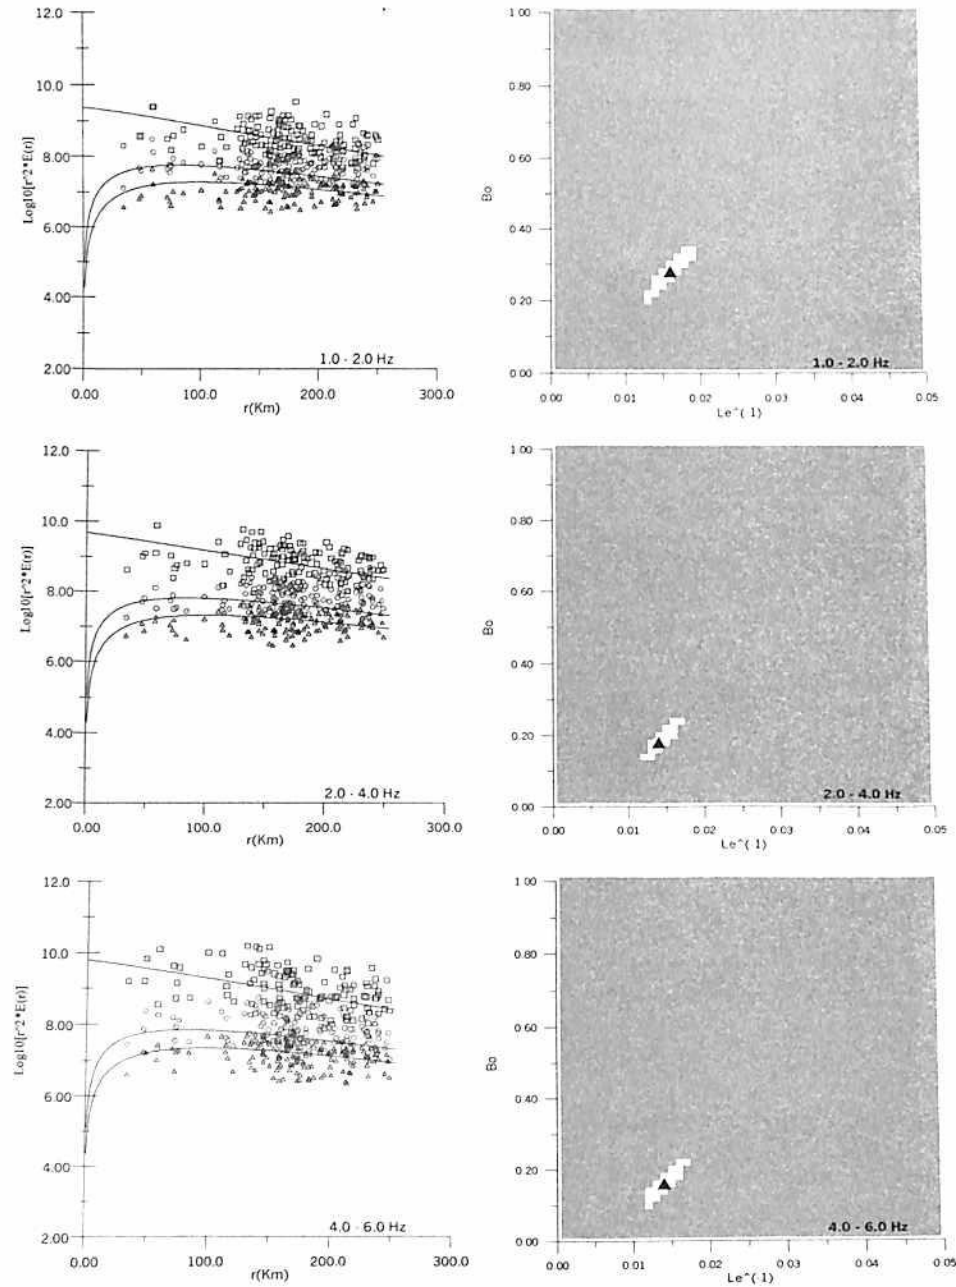 12.0
10.0
8.00
6.00
4.00
2.00
Log10[r^2*E(r)]
1.0 - 2.0 Hz
0.00 100.0 200.0 300.0
r(Km)
1 00
0.80
0 60
0.40
0.20
0 00
Bo
1.0 - 2.0 Hz
0.00 0.01 0.02 0.03 0.04 0.05
Le^(-1)
12.0
10.0
8.00
6.00
4.00
2.00
Log10[r^2*E(r)]
2.0 - 4.0 Hz
0.00 100.0 200.0 300.0
r(Km)
1 00
0.80
0 60
0.40
0.20
0.00
Bo
2.0 - 4.0 Hz
0.00 0.01 0.02 0.03 0.04 0.05
Le^(-1)
12.0
10.0
8.00
6.00
4.00
2.00
Log10[r^2*E(r)]
4.0 - 6.0 Hz
0.00 100.0 200.0 300.0
r(Km)
1 00
0 80
0 60
0 40
0.20
0 00
Bo
4.0 - 6.0 Hz
0 00 0.01 0.02 0.03 0.04 0.05
Le^(-1)